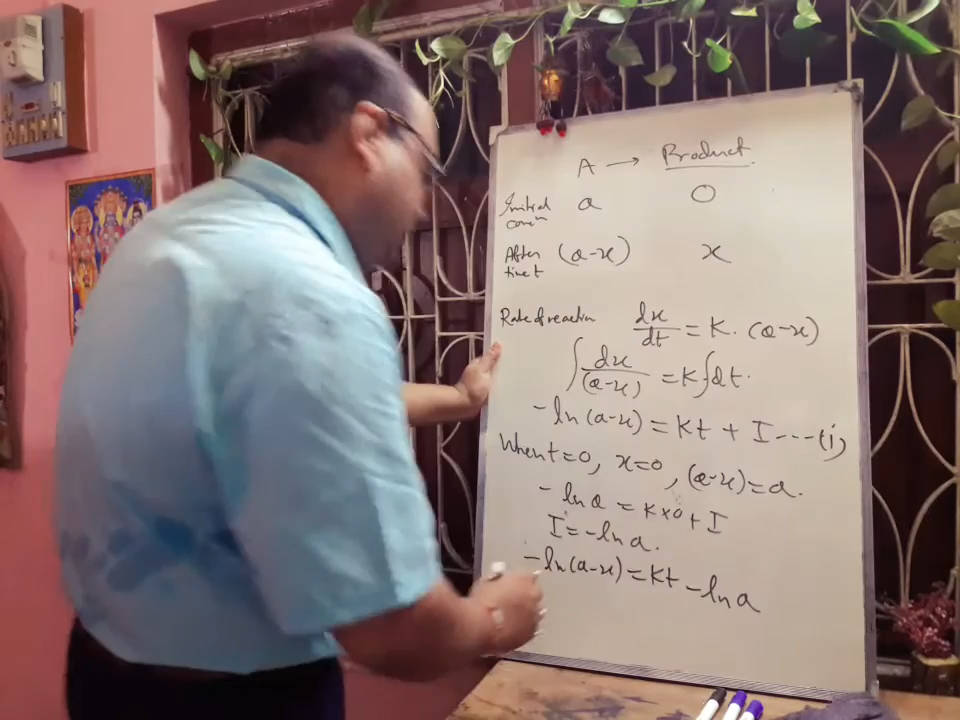 A → Product.
Initial concn a 0
After time t (a-x) x
Rate of reaction dx/dt = K. (a-x)
∫ dx/(a-x) = K∫dt.
-ln (a-x) = Kt + I ---(i)
When t=0, x=0, (a-x)=a.
- ln a = K×0 + I
I = -ln a.
-ln(a-x) = Kt - ln a